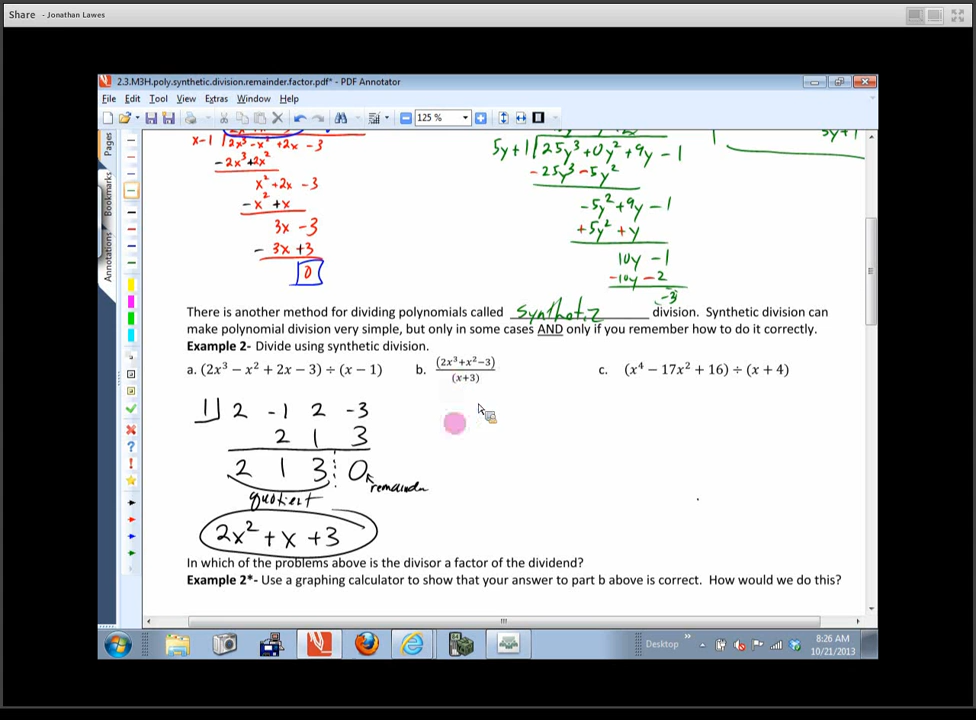 Share - Jonathan Lawes
2.3.M3H.poly.synthetic.division.remainder.factor.pdf* - PDF Annotator
File Edit Tool View Extras Window Help
125 %
Pages
Bookmarks
Annotations
x-1 2x³-x²+2x-3
-2x³+2x²
x²+2x-3
-x²+x
3x-3
-3x+3
0
5y+1 25y³+0y²+9y-1
-25y³-5y²
-5y²+9y-1
+5y²+y
10y-1
-10y-2
-3
5y+1
There is another method for dividing polynomials called synthetic division. Synthetic division can
make polynomial division very simple, but only in some cases AND only if you remember how to do it correctly.
Example 2- Divide using synthetic division.
a. (2x³ − x² + 2x − 3) ÷ (x − 1) b. (2x³+x²−3)/(x+3) c. (x⁴ − 17x² + 16) ÷ (x + 4)
1 2 -1 2 -3
2 1 3
2 1 3 0
remainder
quotient
2x² + x + 3
In which of the problems above is the divisor a factor of the dividend?
Example 2*- Use a graphing calculator to show that your answer to part b above is correct. How would we do this?
Desktop
8:26 AM
10/21/2013